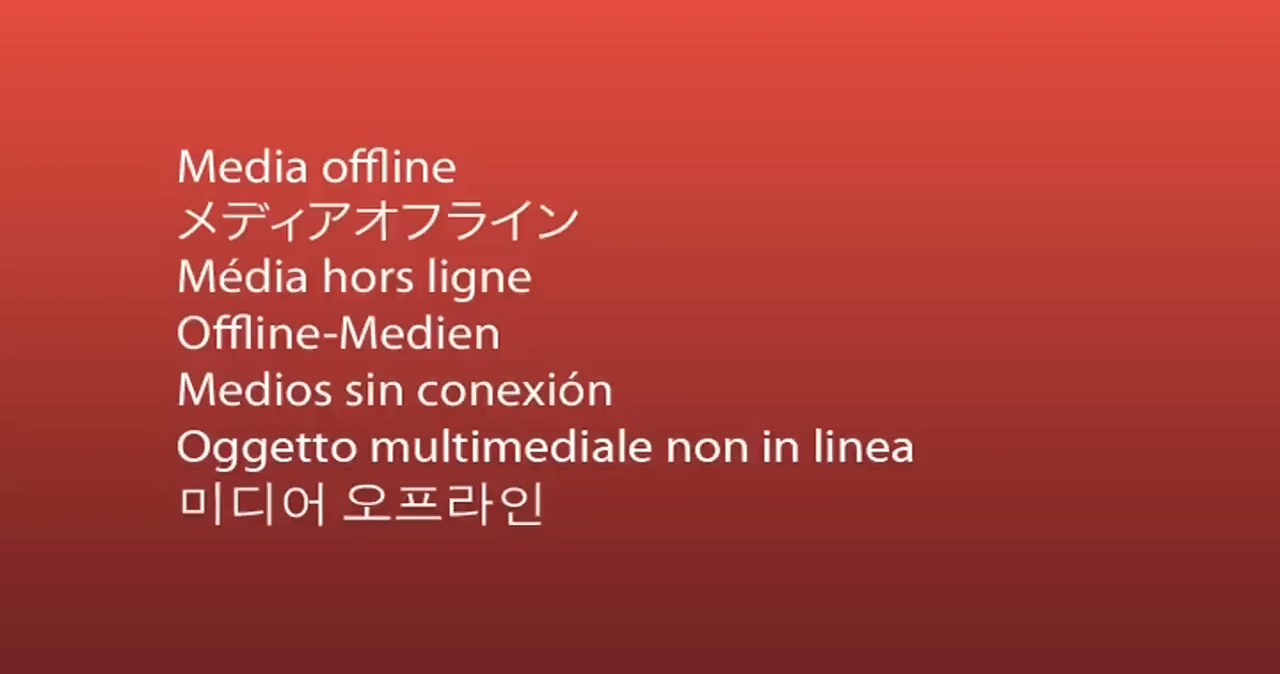 Media offline
メディアオフライン
Média hors ligne
Offline-Medien
Medios sin conexión
Oggetto multimediale non in linea
미디어 오프라인